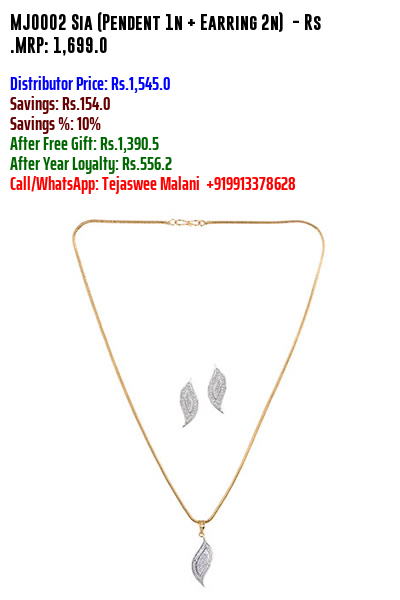 MJ0002 Sia (Pendent 1n + Earring 2n) - Rs
.MRP: 1,699.0
Distributor Price: Rs.1,545.0
Savings: Rs.154.0
Savings %: 10%
After Free Gift: Rs.1,390.5
After Year Loyalty: Rs.556.2
Call/WhatsApp: Tejaswee Malani +919913378628